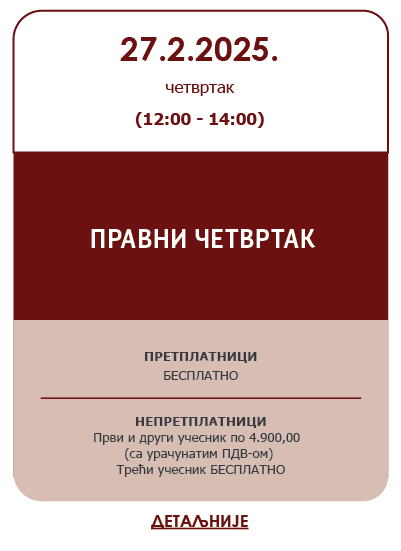 27.2.2025.
четвртак
(12:00 - 14:00)
ПРАВНИ ЧЕТВРТАК
ПРЕТПЛАТНИЦИ
БЕСПЛАТНО
НЕПРЕТПЛАТНИЦИ
Први и други учесник по 4.900,00
(са урачунатим ПДВ-ом)
Трећи учесник БЕСПЛАТНО
ДЕТАЉНИЈЕ